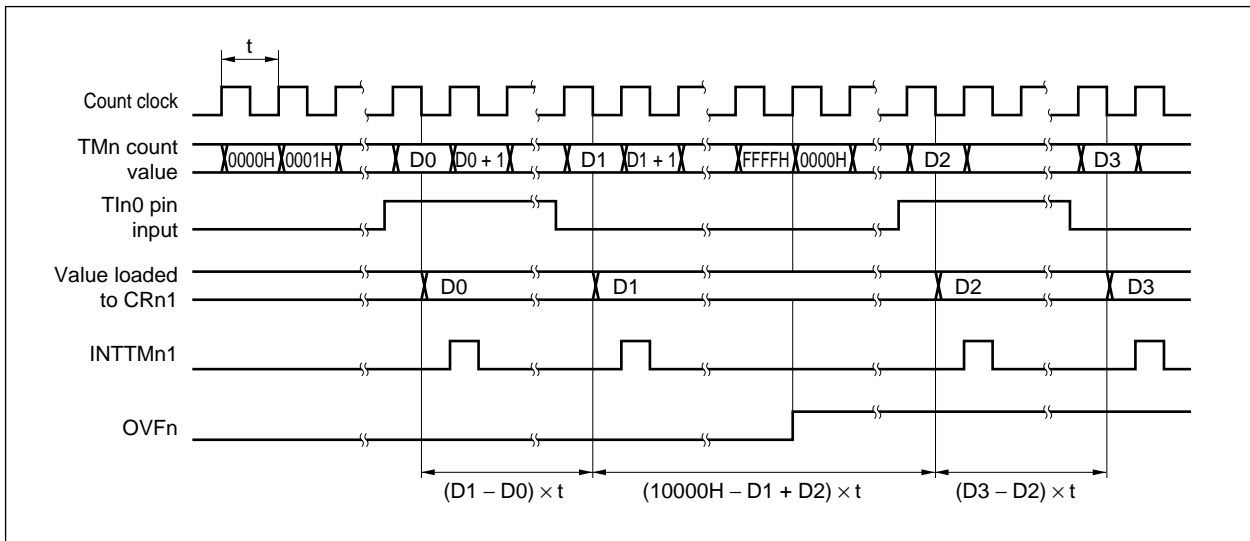 t
Count clock
TMn count
value
0000H 0001H D0 D0 + 1 D1 D1 + 1 FFFFH 0000H D2 D3
TIn0 pin
input
Value loaded
to CRn1
D0 D1 D2 D3
INTTMn1
OVFn
(D1 – D0) × t (10000H – D1 + D2) × t (D3 – D2) × t